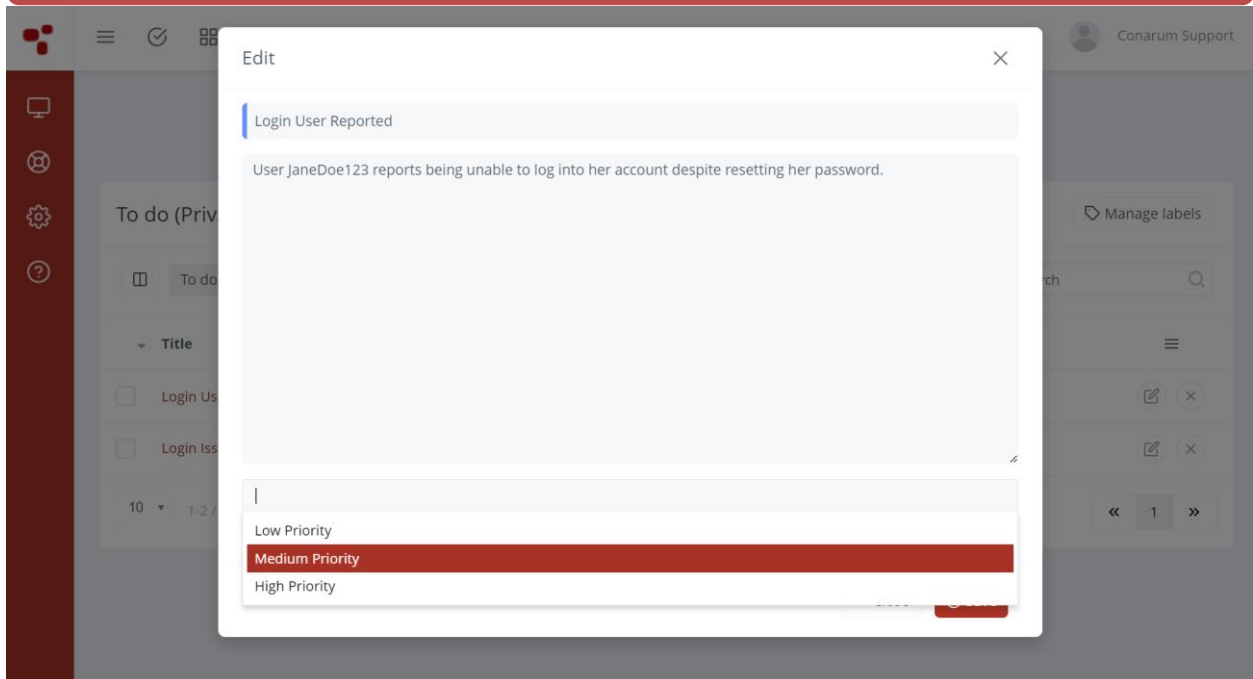 Conarum Support
Edit
Login User Reported
User JaneDoe123 reports being unable to log into her account despite resetting her password.
To do (Priv
Manage labels
To do
rch
Title
Login Us
Login Iss
10
1-2 /
1
Low Priority
Medium Priority
High Priority